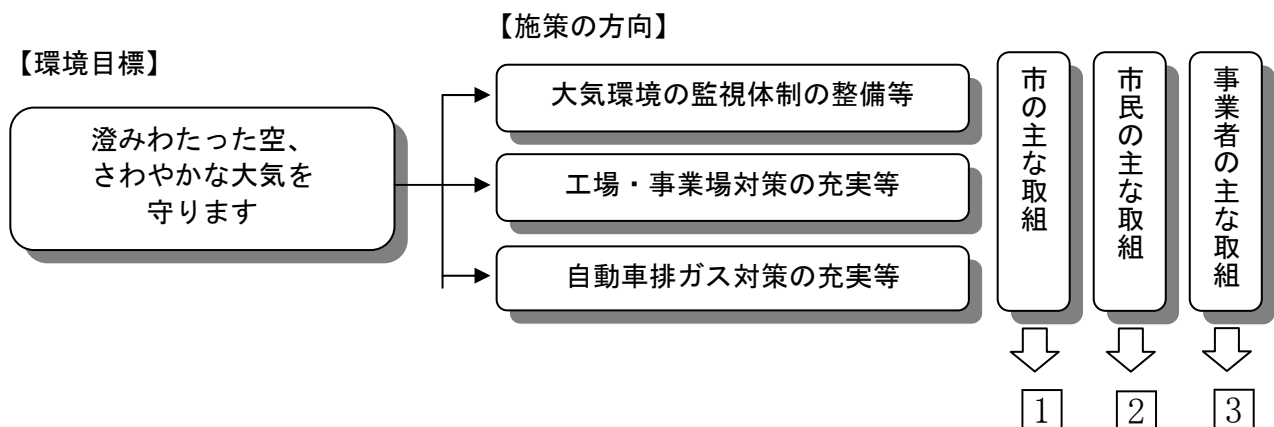 【施策の方向】
【環境目標】
大気環境の監視体制の整備等
澄みわたった空、
さわやかな大気を
守ります
工場・事業場対策の充実等
自動車排ガス対策の充実等
市の主な取組
市民の主な取組
事業者の主な取組
1
2
3